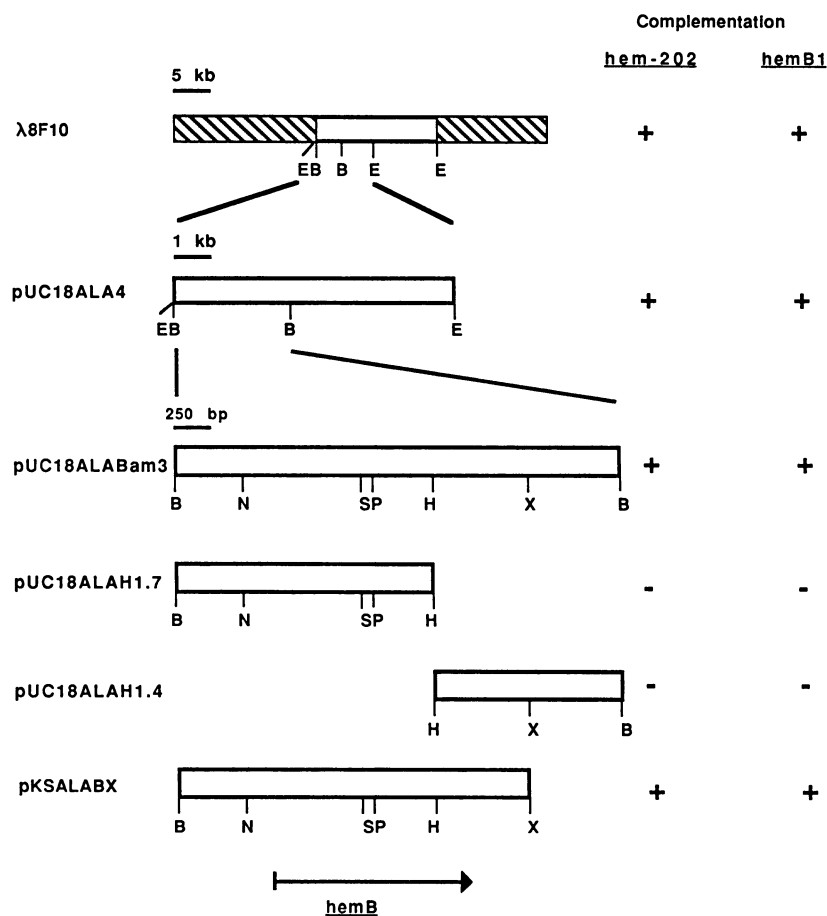 Complementation
hem-202 hemB1
5 kb
λ8F10 + +
EB B E E
1 kb
pUC18ALA4 + +
EB B E
250 bp
pUC18ALABam3 + +
B N SP H X B
pUC18ALAH1.7 - -
B N SP H
pUC18ALAH1.4 - -
H X B
pKSALABX + +
B N SP H X
hemB